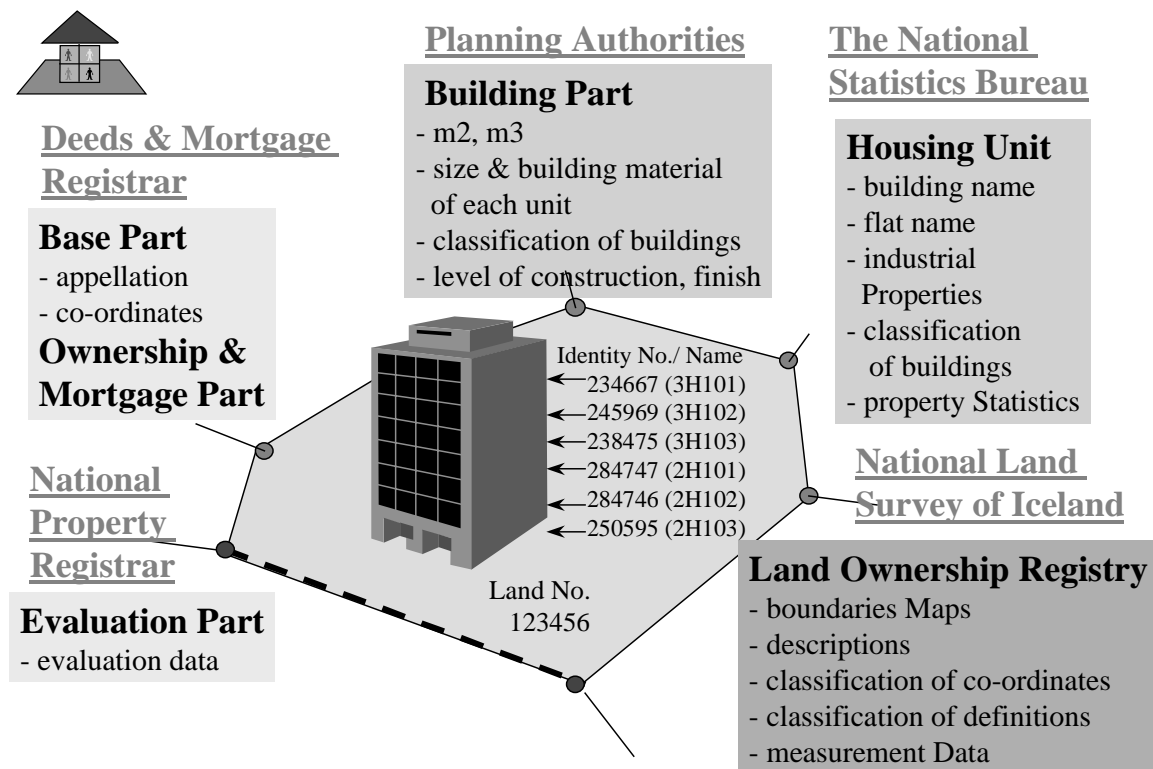 Planning Authorities
Building Part
- m2, m3
- size & building material
of each unit
- classification of buildings
- level of construction, finish
The National
Statistics Bureau
Housing Unit
- building name
- flat name
- industrial
Properties
- classification
of buildings
- property Statistics
Deeds & Mortgage
Registrar
Base Part
- appellation
- co-ordinates
Ownership &
Mortgage Part
Identity No./ Name
234667 (3H101)
245969 (3H102)
238475 (3H103)
284747 (2H101)
284746 (2H102)
250595 (2H103)
Land No.
123456
National
Property
Registrar
Evaluation Part
- evaluation data
National Land
Survey of Iceland
Land Ownership Registry
- boundaries Maps
- descriptions
- classification of co-ordinates
- classification of definitions
- measurement Data